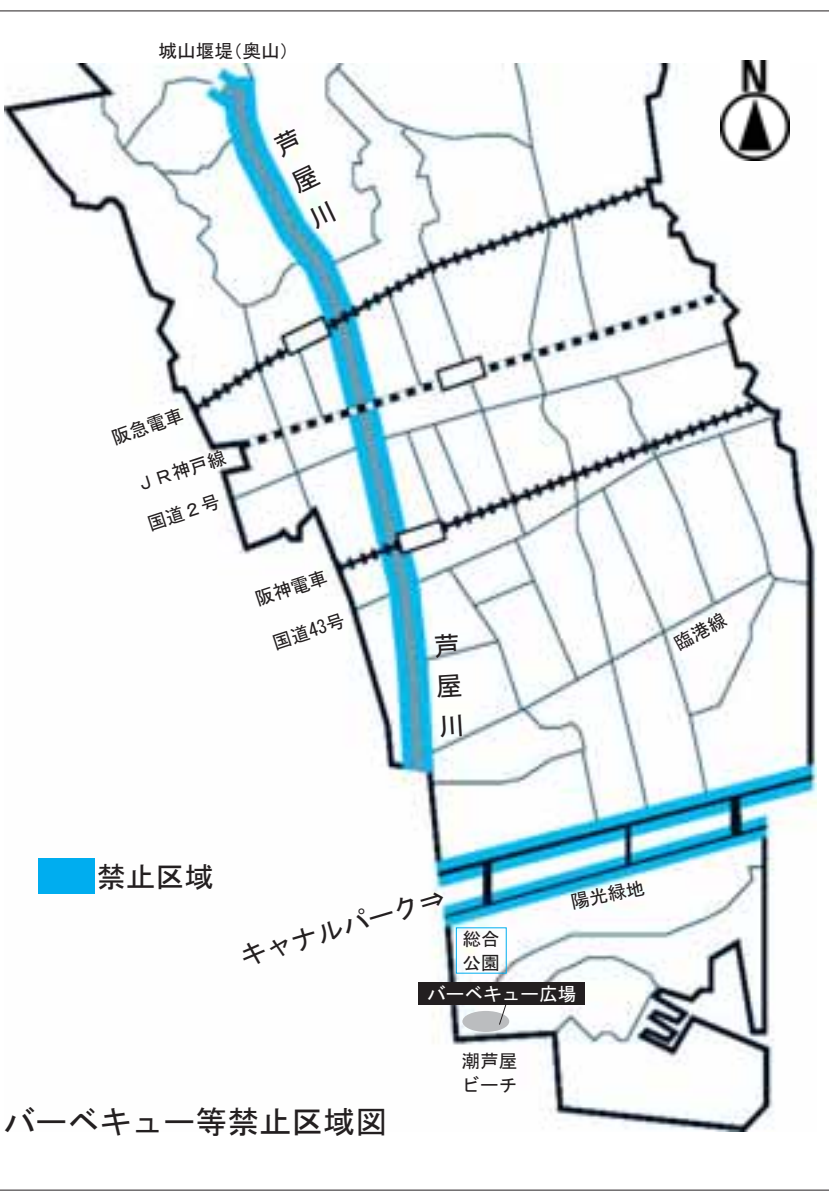 城山堰堤(奥山)
N
芦屋川
阪急電車
JR神戸線
国道2号
阪神電車
国道43号
芦屋川
臨港線
禁止区域
キャナルパーク⇒
陽光緑地
総合
公園
バーベキュー広場
潮芦屋
ビーチ
バーベキュー等禁止区域図